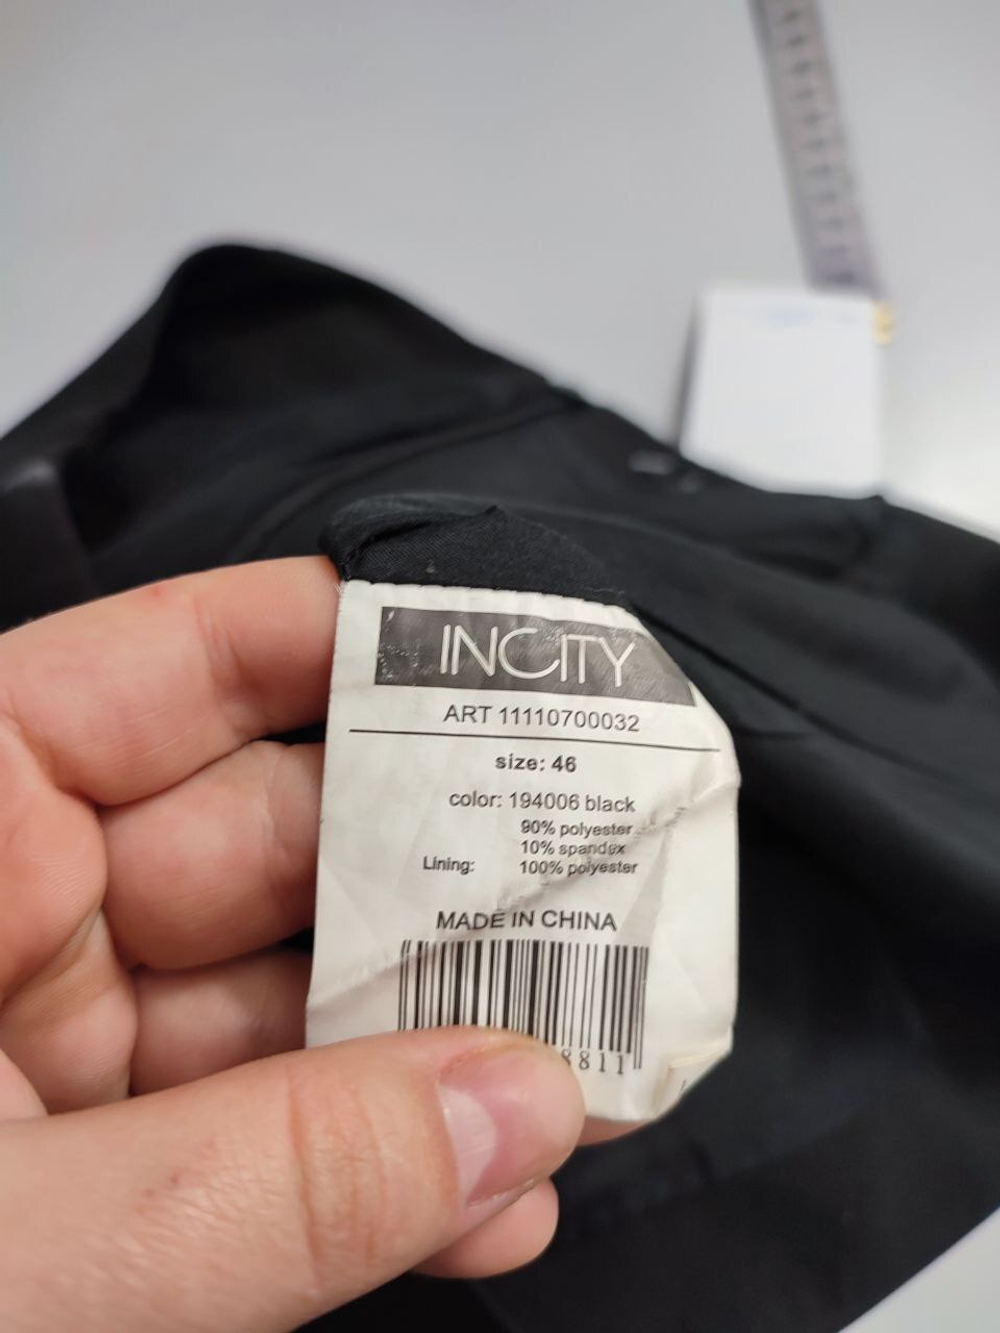 INCITY
ART 11110700032
size: 46
color: 194006 black
90% polyester
10% spandex
Lining: 100% polyester
MADE IN CHINA
8811